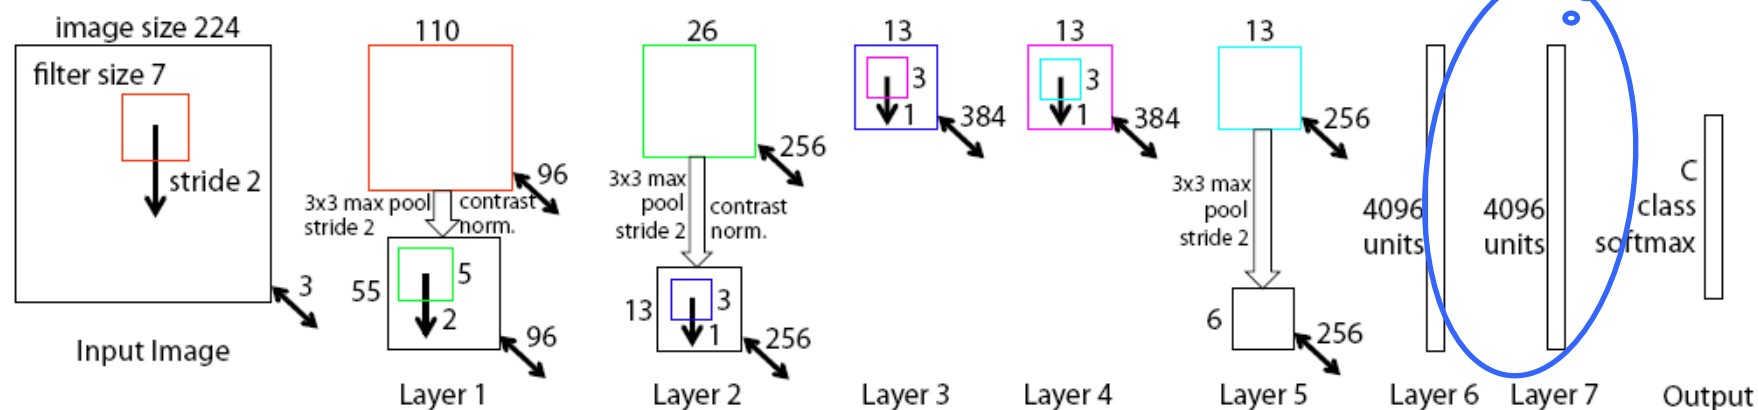 image size 224
filter size 7
stride 2
3
Input Image
110
96
3x3 max pool
stride 2
contrast
norm.
55
5
2
96
Layer 1
26
256
3x3 max
pool
stride 2
contrast
norm.
13
3
1
256
Layer 2
13
3
1
384
Layer 3
13
3
1
384
Layer 4
13
256
3x3 max
pool
stride 2
6
256
Layer 5
4096
units
Layer 6
4096
units
Layer 7
C
class
softmax
Output